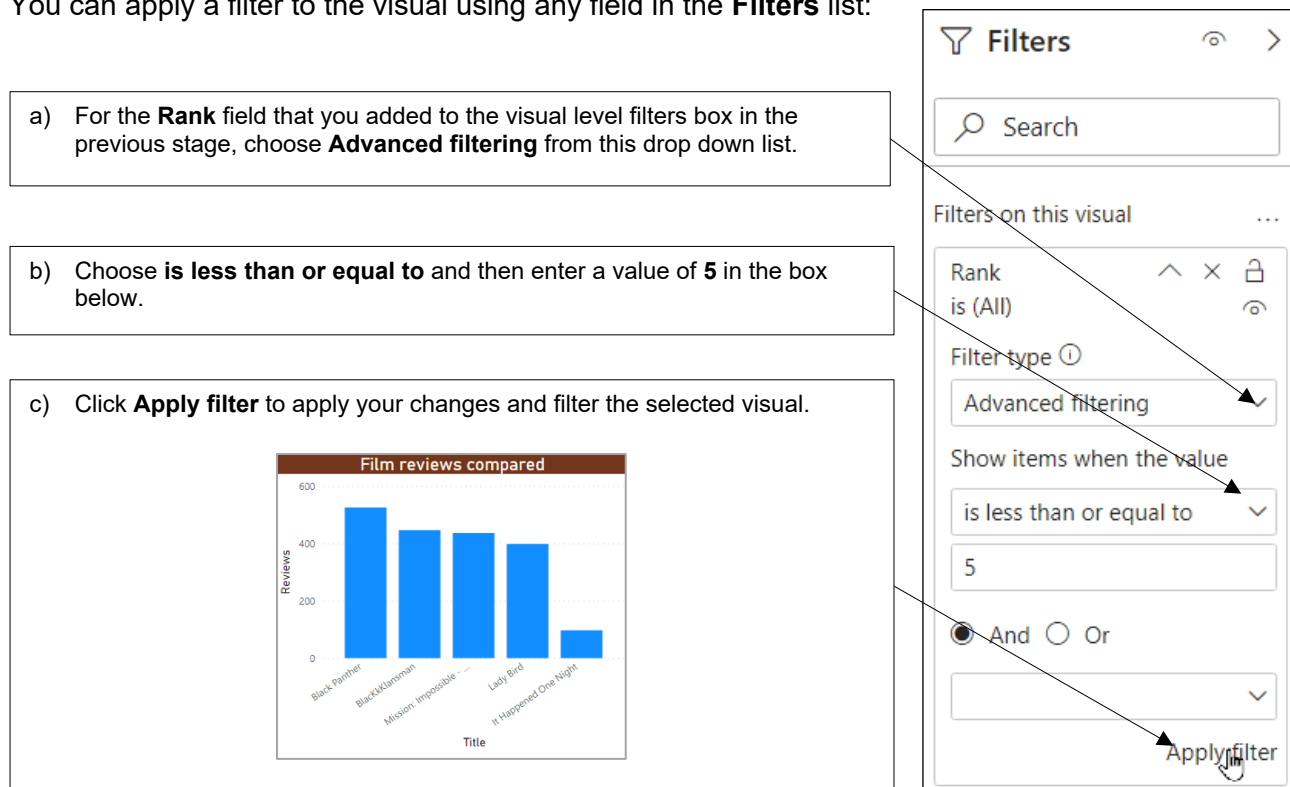 You can apply a filter to the visual using any field in the Filters list:
a) For the Rank field that you added to the visual level filters box in the
previous stage, choose Advanced filtering from this drop down list.
b) Choose is less than or equal to and then enter a value of 5 in the box
below.
c) Click Apply filter to apply your changes and filter the selected visual.
Film reviews compared
600
400
200
0
Reviews
Black Panther
BlacKkKlansman
Mission: Impossible - ...
Lady Bird
It Happened One Night
Title
Filters
Search
Filters on this visual ...
Rank
is (All)
Filter type
Advanced filtering
Show items when the value
is less than or equal to
5
And Or
Apply filter